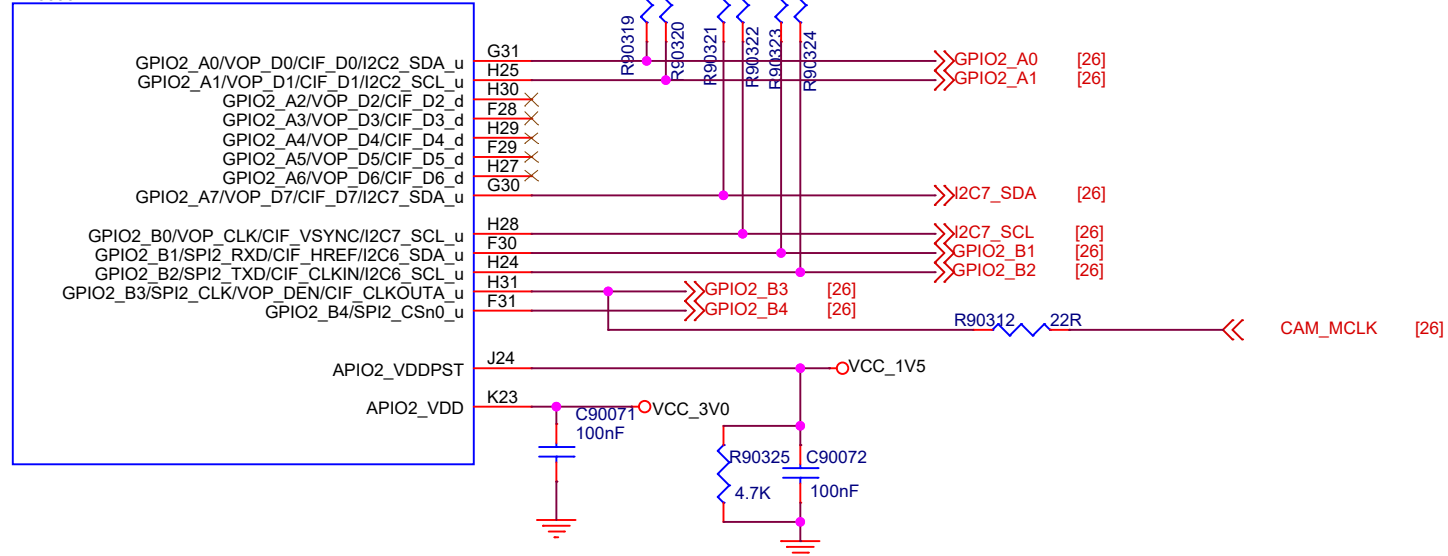 R90319
R90320
R90321
R90322
R90323
R90324
GPIO2_A0/VOP_D0/CIF_D0/I2C2_SDA_u G31 GPIO2_A0 [26]
GPIO2_A1/VOP_D1/CIF_D1/I2C2_SCL_u H25 GPIO2_A1 [26]
GPIO2_A2/VOP_D2/CIF_D2_d H30
GPIO2_A3/VOP_D3/CIF_D3_d F28
GPIO2_A4/VOP_D4/CIF_D4_d H29
GPIO2_A5/VOP_D5/CIF_D5_d F29
GPIO2_A6/VOP_D6/CIF_D6_d H27
GPIO2_A7/VOP_D7/CIF_D7/I2C7_SDA_u G30 I2C7_SDA [26]
GPIO2_B0/VOP_CLK/CIF_VSYNC/I2C7_SCL_u H28 I2C7_SCL [26]
GPIO2_B1/SPI2_RXD/CIF_HREF/I2C6_SDA_u F30 GPIO2_B1 [26]
GPIO2_B2/SPI2_TXD/CIF_CLKIN/I2C6_SCL_u H24 GPIO2_B2 [26]
GPIO2_B3/SPI2_CLK/VOP_DEN/CIF_CLKOUTA_u H31 GPIO2_B3 [26]
GPIO2_B4/SPI2_CSn0_u F31 GPIO2_B4 [26]
R90312 22R CAM_MCLK [26]
APIO2_VDDPST J24 VCC_1V5
APIO2_VDD K23 VCC_3V0
C90071
100nF
R90325 C90072
4.7K 100nF